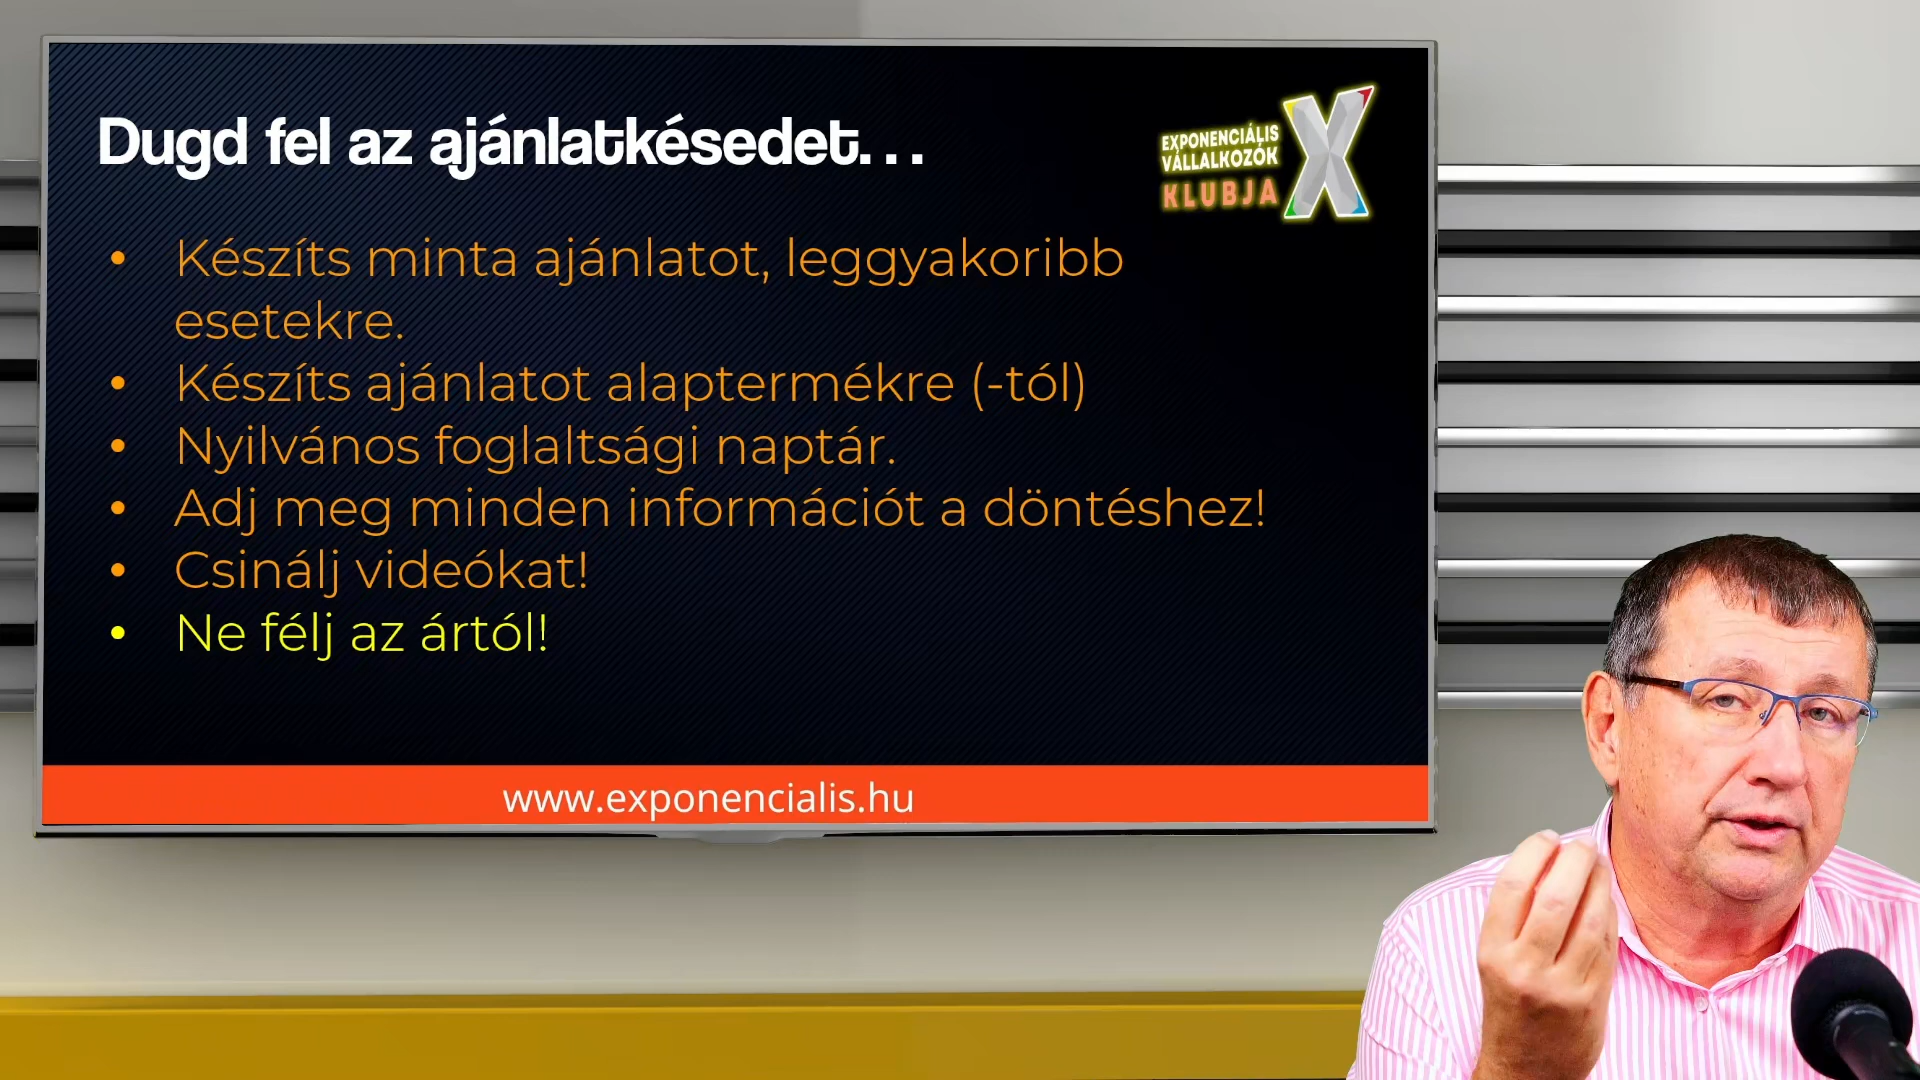 Dugd fel az ajánlatkésedet...
EXPONENCIÁLIS
VÁLLALKOZÓK
KLUBJA
X
• Készíts minta ajánlatot, leggyakoribb
esetekre.
• Készíts ajánlatot alaptermékre (-tól)
• Nyilvános foglaltsági naptár.
• Adj meg minden információt a döntéshez!
• Csinálj videókat!
• Ne félj az ártól!
www.exponencialis.hu